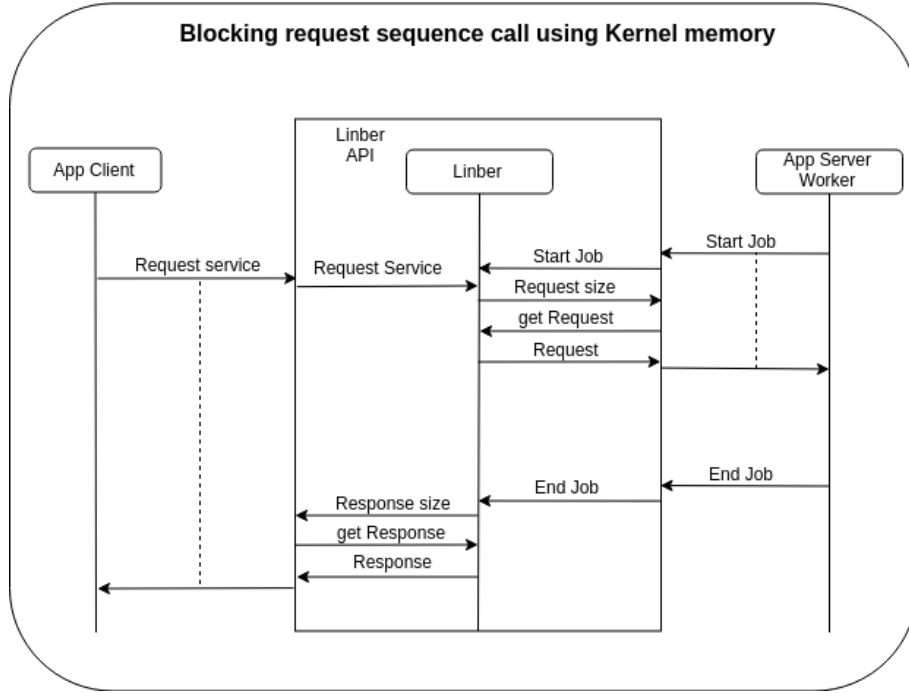 Blocking request sequence call using Kernel memory
Linber
API
App Client
Linber
App Server
Worker
Start Job
Start Job
Request service
Request Service
Request size
get Request
Request
End Job
End Job
Response size
get Response
Response